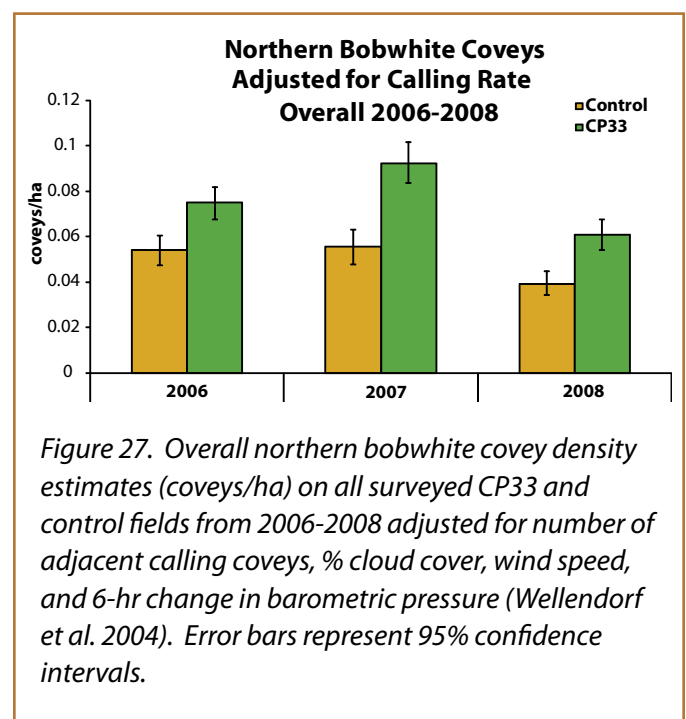 Northern Bobwhite Coveys
Adjusted for Calling Rate
Overall 2006-2008
Control
CP33
0.12
0.1
0.08
0.06
0.04
0.02
0
coveys/ha
2006
2007
2008
Figure 27. Overall northern bobwhite covey density
estimates (coveys/ha) on all surveyed CP33 and
control fields from 2006-2008 adjusted for number of
adjacent calling coveys, % cloud cover, wind speed,
and 6-hr change in barometric pressure (Wellendorf
et al. 2004). Error bars represent 95% confidence
intervals.